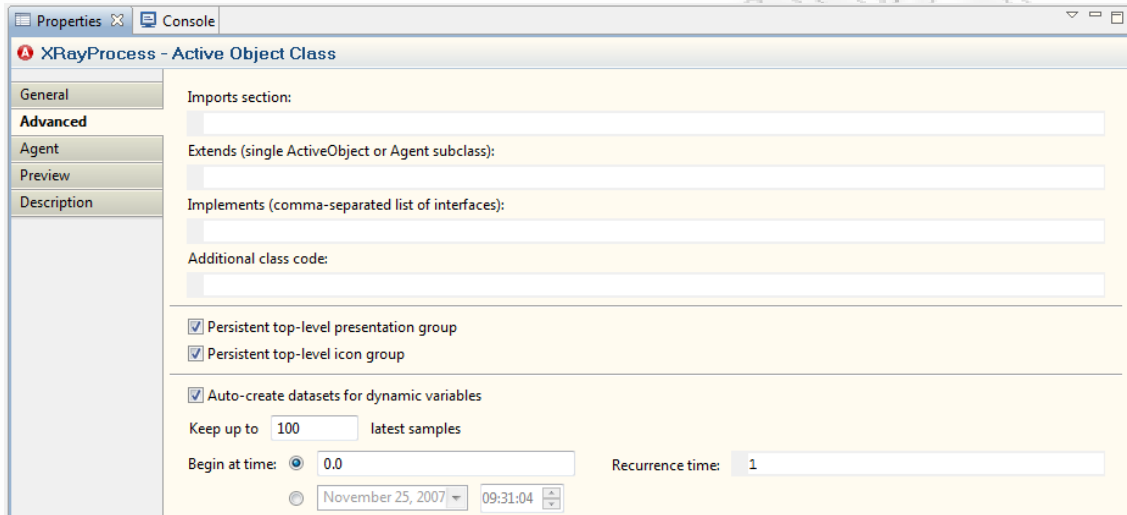 Properties Console
XRayProcess - Active Object Class
General
Advanced
Agent
Preview
Description
Imports section:
Extends (single ActiveObject or Agent subclass):
Implements (comma-separated list of interfaces):
Additional class code:
Persistent top-level presentation group
Persistent top-level icon group
Auto-create datasets for dynamic variables
Keep up to 100 latest samples
Begin at time: 0.0 Recurrence time: 1
November 25, 2007 09:31:04